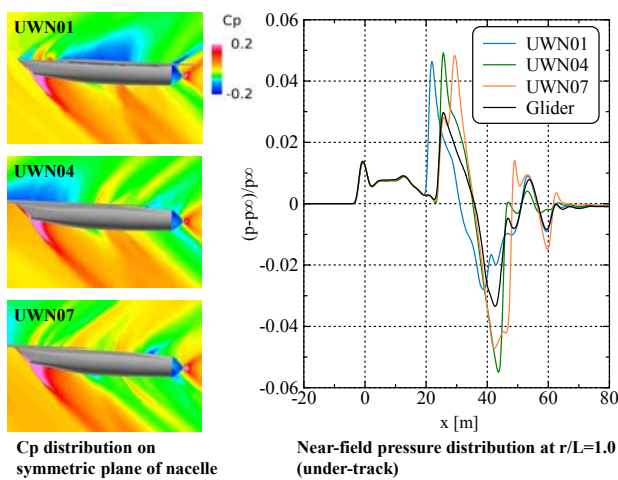 UWN01
Cp
0.2
-0.2
UWN04
UWN07
Cp distribution on
symmetric plane of nacelle
0.06
0.04
0.02
0
-0.02
-0.04
-0.06
(p-p∞)/p∞
UWN01
UWN04
UWN07
Glider
-20 0 20 40 60 80
x [m]
Near-field pressure distribution at r/L=1.0
(under-track)